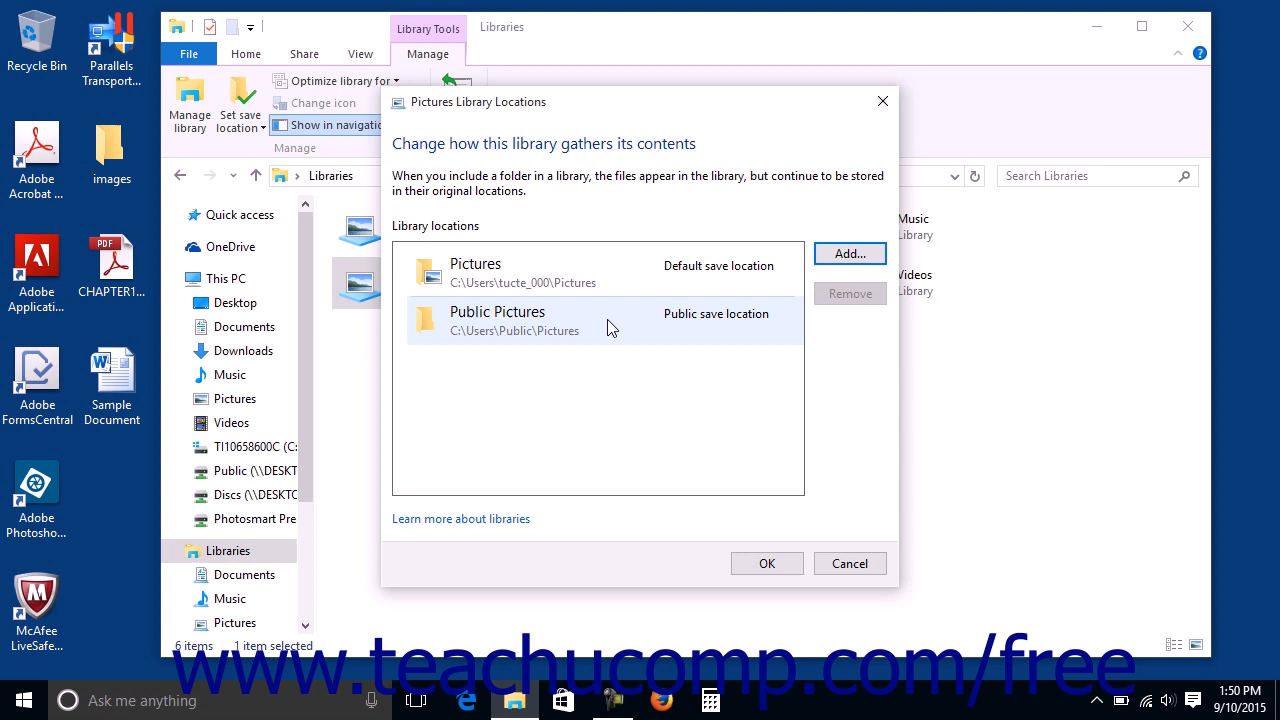 Recycle Bin
Parallels
Transport...
Adobe
Acrobat ...
images
Adobe
Applicati...
PDF
CHAPTER1...
Adobe
FormsCentral
Sample
Document
Adobe
Photosho...
McAfee
LiveSafe...
Library Tools
Libraries
File
Home
Share
View
Manage
Manage
library
Set save
location
Optimize library for
Change icon
Show in navigatio
Manage
Libraries
Search Libraries
Quick access
OneDrive
This PC
Desktop
Documents
Downloads
Music
Pictures
Videos
TI10658600C (C:
Public (\\DESKT
Discs (\\DESKTO
Photosmart Pre
Libraries
Documents
Music
Pictures
6 items
1 item selected
Music
Library
Videos
Library
Pictures Library Locations
Change how this library gathers its contents
When you include a folder in a library, the files appear in the library, but continue to be stored
in their original locations.
Library locations
Pictures
Default save location
C:\Users\tucte_000\Pictures
Public Pictures
Public save location
C:\Users\Public\Pictures
Add...
Remove
Learn more about libraries
OK
Cancel
www.teachucomp.com/free
Ask me anything
1:50 PM
9/10/2015